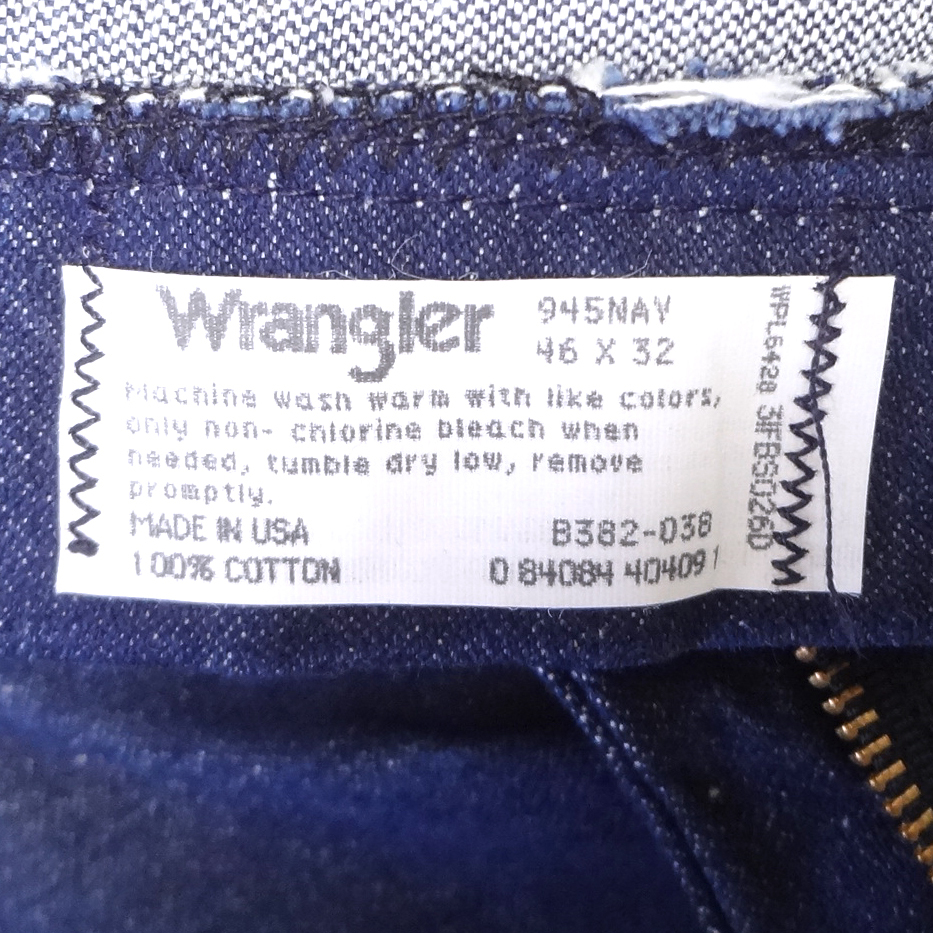 Wrangler
945NAV
46 X 32
Machine wash warm with like colors,
only non- chlorine bleach when
needed, tumble dry low, remove
promptly.
MADE IN USA
B382-038
100% COTTON
0 84084 40409 1
WPL6428